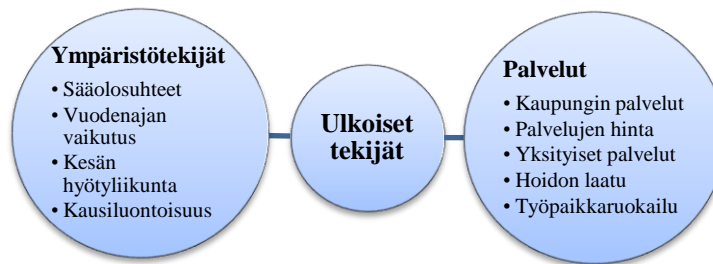 Ympäristötekijät
• Sääolosuhteet
• Vuodenajan
vaikutus
• Kesän
hyötyliikunta
• Kausiluontoisuus
Ulkoiset
tekijät
Palvelut
• Kaupungin palvelut
• Palvelujen hinta
• Yksityiset palvelut
• Hoidon laatu
• Työpaikkaruokailu